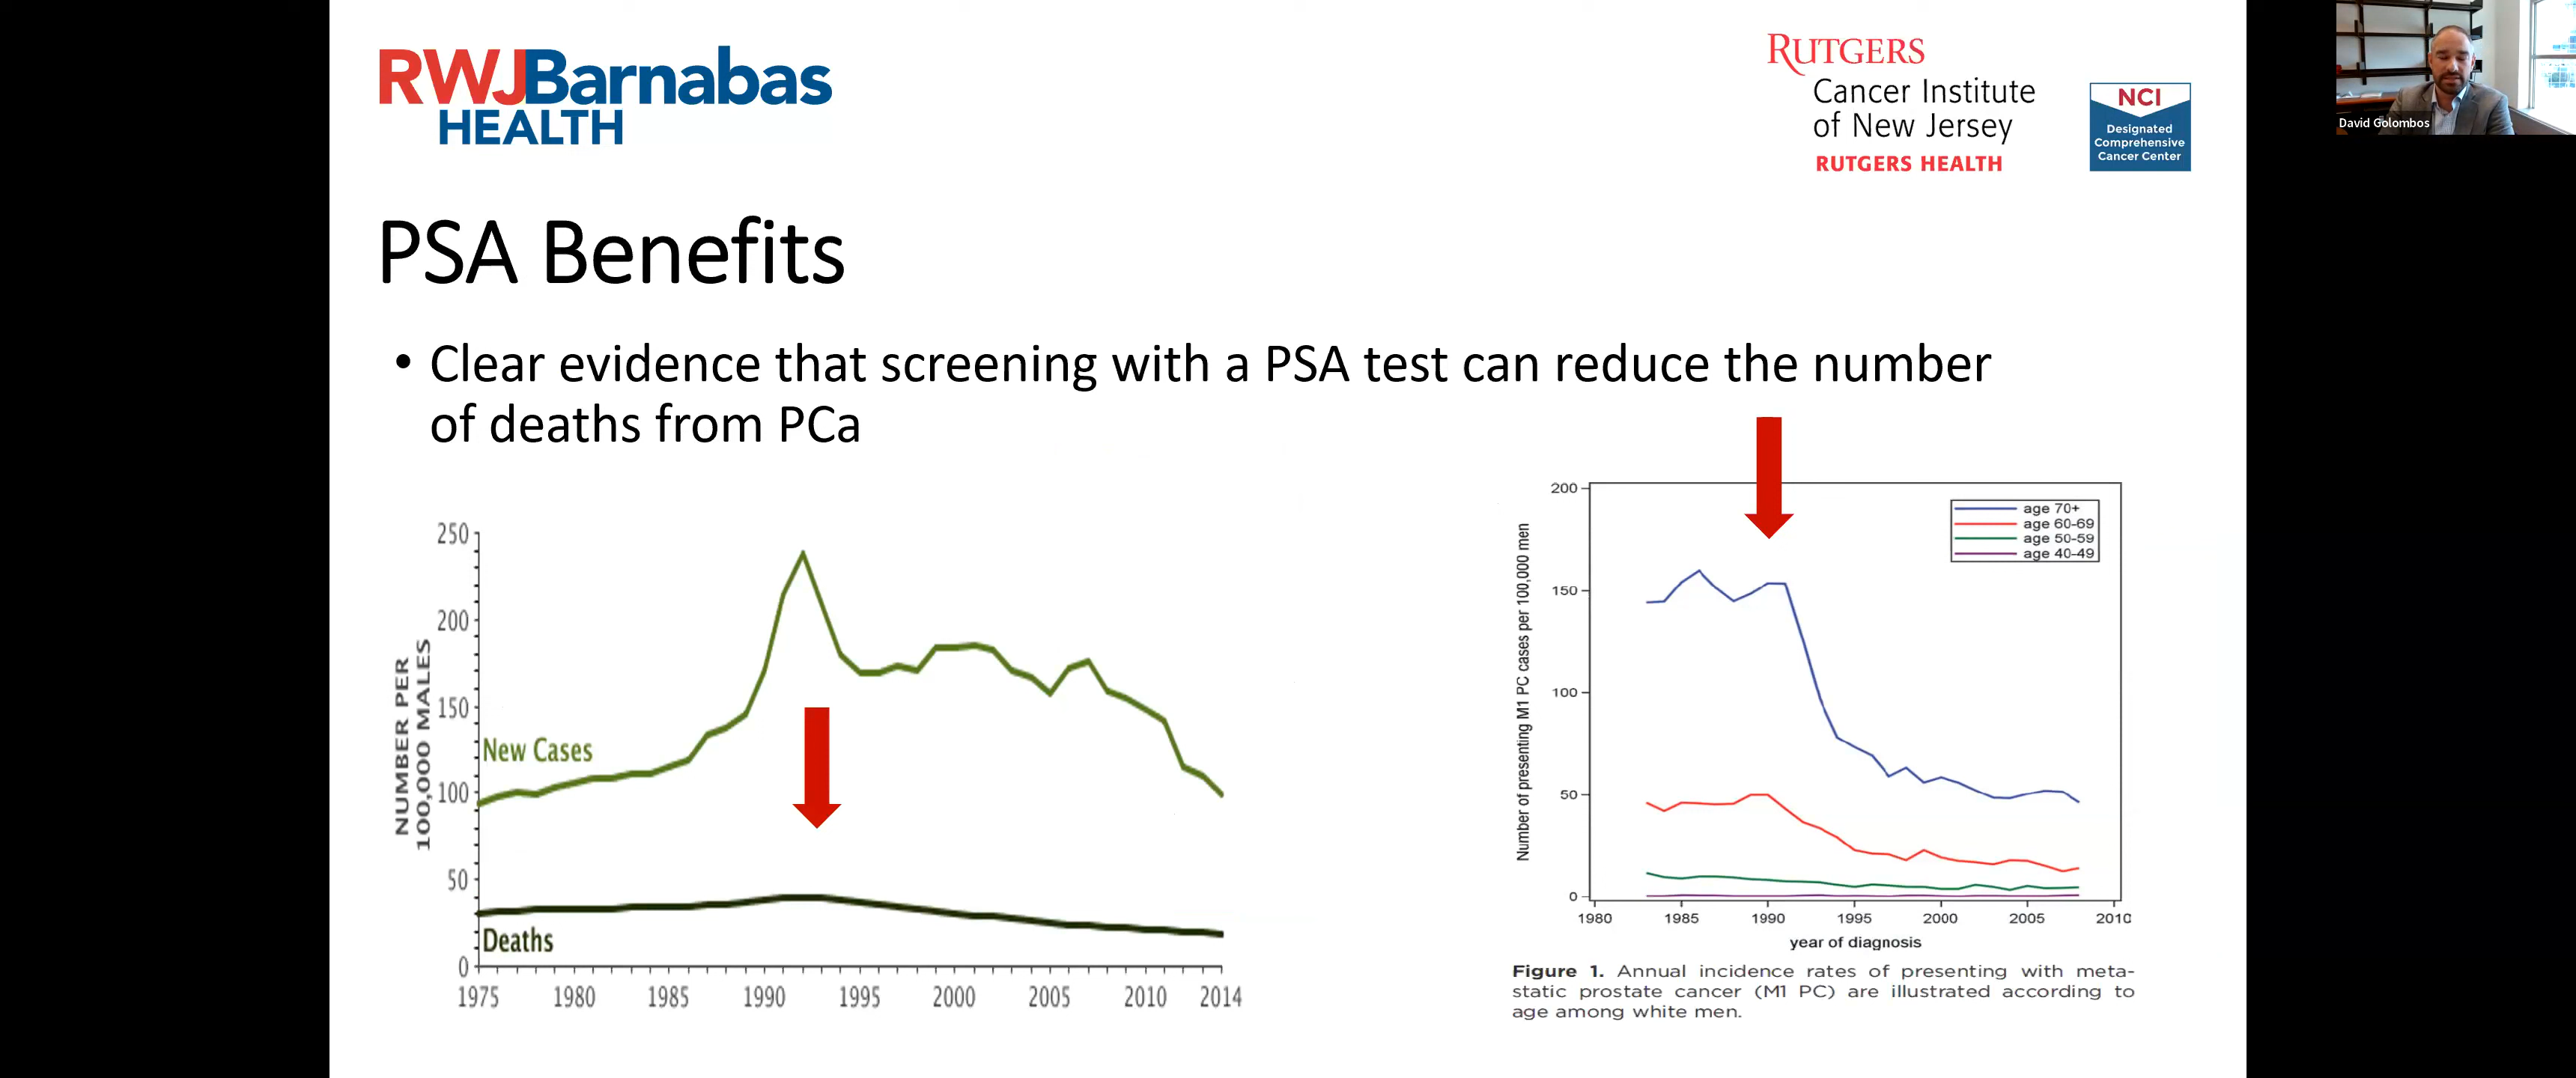 RWJBarnabas
HEALTH
RUTGERS
Cancer Institute
of New Jersey
RUTGERS HEALTH
NCI
Designated
Comprehensive
Cancer Center
David Golombos
PSA Benefits
• Clear evidence that screening with a PSA test can reduce the number
of deaths from PCa
NUMBER PER
100,000 MALES
250
200
150
100
50
0
New Cases
Deaths
1975 1980 1985 1990 1995 2000 2005 2010 2014
Number of presenting M1 PC cases per 100,000 men
200
150
100
50
0
age 70+
age 60-69
age 50-59
age 40-49
1980 1985 1990 1995 2000 2005 2010
year of diagnosis
Figure 1. Annual incidence rates of presenting with meta-
static prostate cancer (M1 PC) are illustrated according to
age among white men.